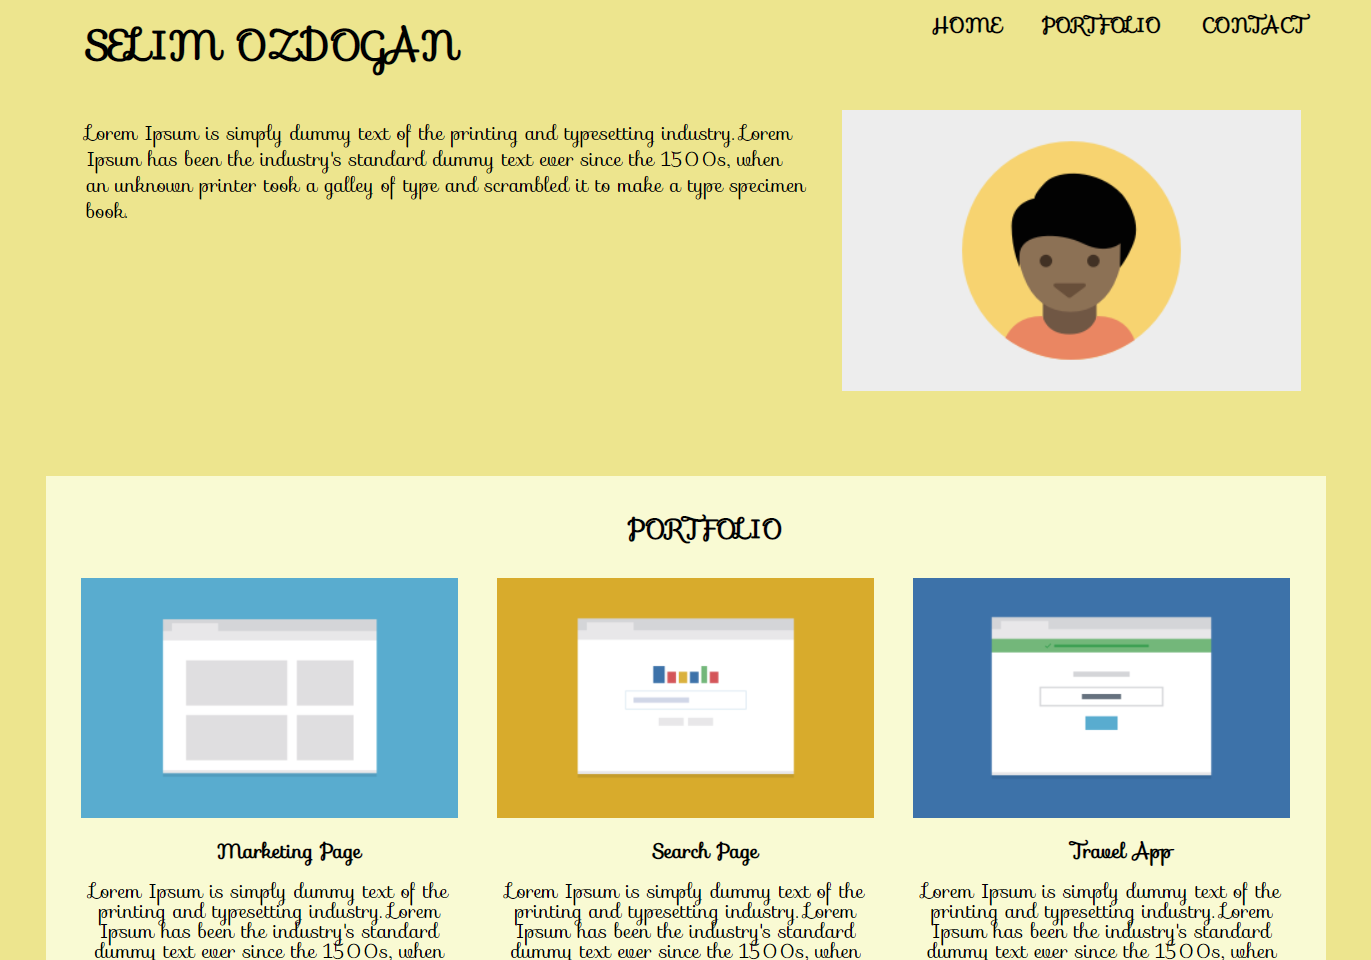 SELIM OZDOGAN
HOME PORTFOLIO CONTACT
Lorem Ipsum is simply dummy text of the printing and typesetting industry. Lorem
Ipsum has been the industry's standard dummy text ever since the 1500s, when
an unknown printer took a galley of type and scrambled it to make a type specimen
book.
PORTFOLIO
Marketing Page
Lorem Ipsum is simply dummy text of the
printing and typesetting industry. Lorem
Ipsum has been the industry's standard
dummy text ever since the 1500s, when
Search Page
Lorem Ipsum is simply dummy text of the
printing and typesetting industry. Lorem
Ipsum has been the industry's standard
dummy text ever since the 1500s, when
Travel App
Lorem Ipsum is simply dummy text of the
printing and typesetting industry. Lorem
Ipsum has been the industry's standard
dummy text ever since the 1500s, when